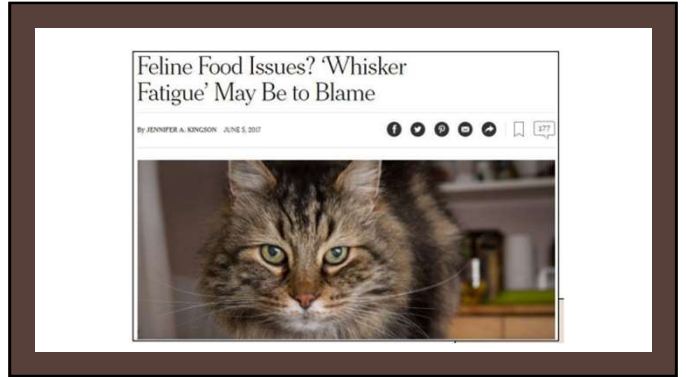 Feline Food Issues? ‘Whisker
Fatigue’ May Be to Blame
By JENNIFER A. KINGSON JUNE 5, 2017
177